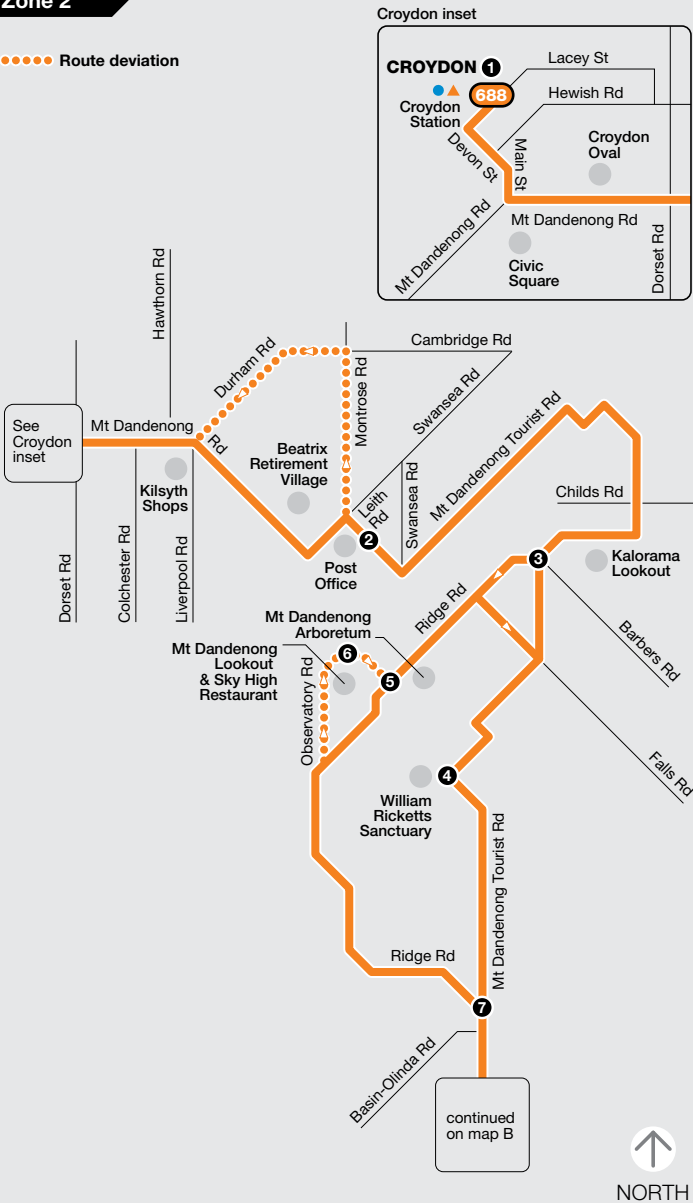 Zone 2
Route deviation
Croydon inset
CROYDON 1
688
Croydon
Station
Lacey St
Hewish Rd
Devon St
Main St
Croydon
Oval
Mt Dandenong Rd
Mt Dandenong Rd
Civic
Square
Dorset Rd
Hawthorn Rd
Durham Rd
Cambridge Rd
Montrose Rd
Swansea Rd
Mt Dandenong Tourist Rd
See
Croydon
inset
Mt Dandenong
Rd
Beatrix
Retirement
Village
Kilsyth
Shops
Leith
Rd
Swansea Rd
2
Post
Office
Childs Rd
Dorset Rd
Colchester Rd
Liverpool Rd
3
Kalorama
Lookout
Ridge Rd
Mt Dandenong
Arboretum
Barbers Rd
Mt Dandenong
Lookout
& Sky High
Restaurant
6
5
Observatory Rd
Falls Rd
4
William
Ricketts
Sanctuary
Mt Dandenong Tourist Rd
Ridge Rd
7
Basin-Olinda Rd
continued
on map B
NORTH